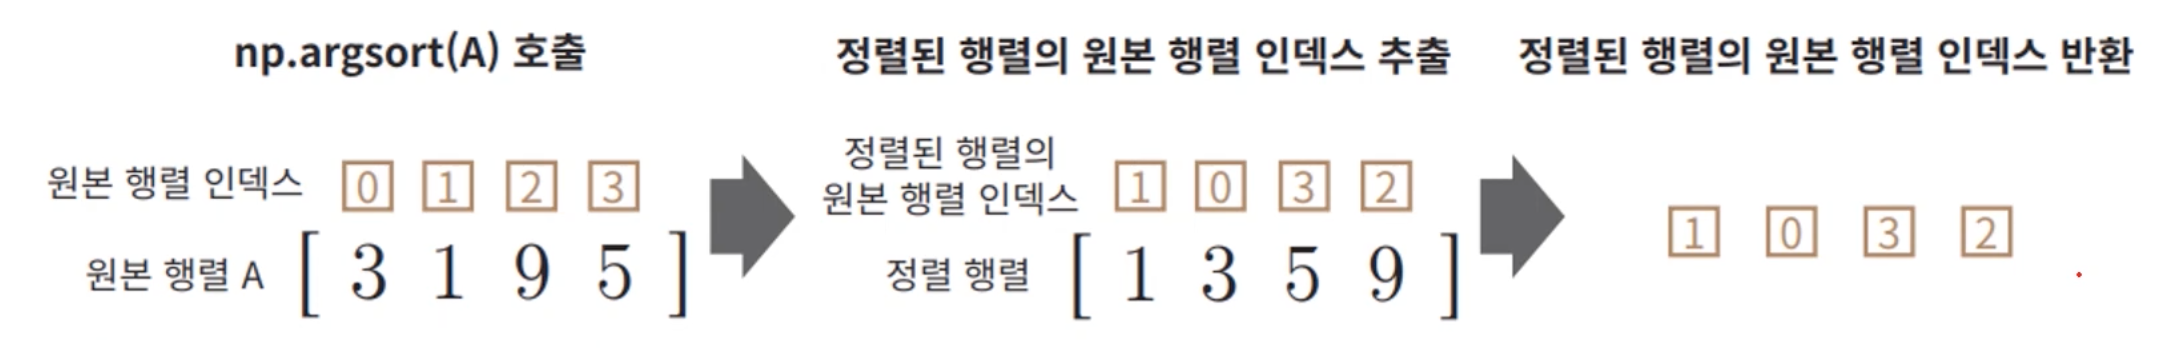 np.argsort(A) 호출
원본 행렬 인덱스 0 1 2 3
원본 행렬 A [ 3 1 9 5 ]
정렬된 행렬의 원본 행렬 인덱스 추출
정렬된 행렬의
원본 행렬 인덱스 1 0 3 2
정렬 행렬 [ 1 3 5 9 ]
정렬된 행렬의 원본 행렬 인덱스 반환
1 0 3 2